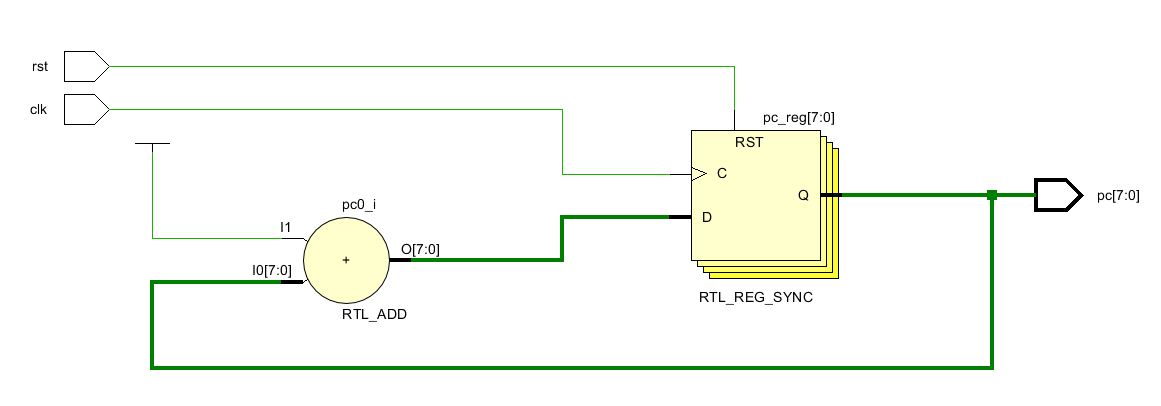 rst
clk
pc_reg[7:0]
RST
C
Q
pc[7:0]
pc0_i
D
I1
O[7:0]
+
I0[7:0]
RTL_REG_SYNC
RTL_ADD